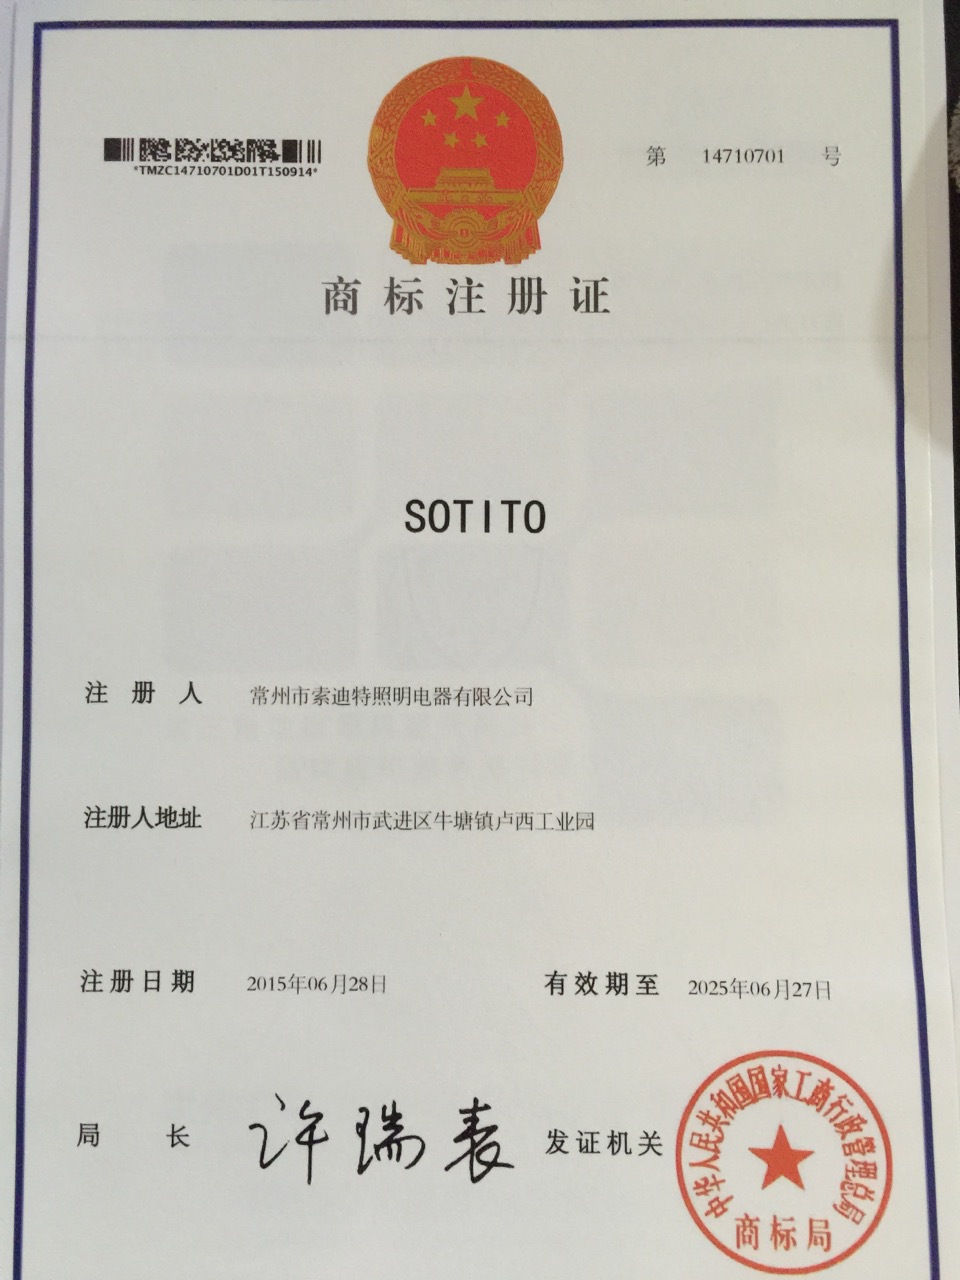 *TMZC14710701D01T150914*
第 14710701 号
商标注册证
SOTITO
注册人 常州市索迪特照明电器有限公司
注册人地址 江苏省常州市武进区牛塘镇卢西工业园
注册日期 2015年06月28日 有效期至 2025年06月27日
局长 许瑞表 发证机关
中华人民共和国国家工商行政管理总局
商标局